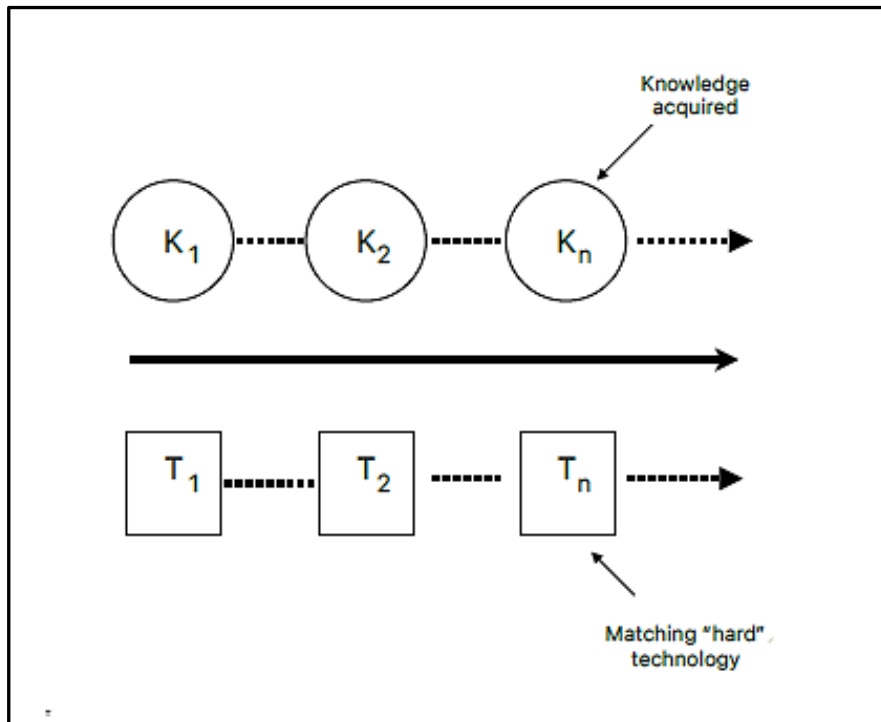 Knowledge
acquired
K₁
K₂
Kₙ
T₁
T₂
Tₙ
Matching "hard"
technology